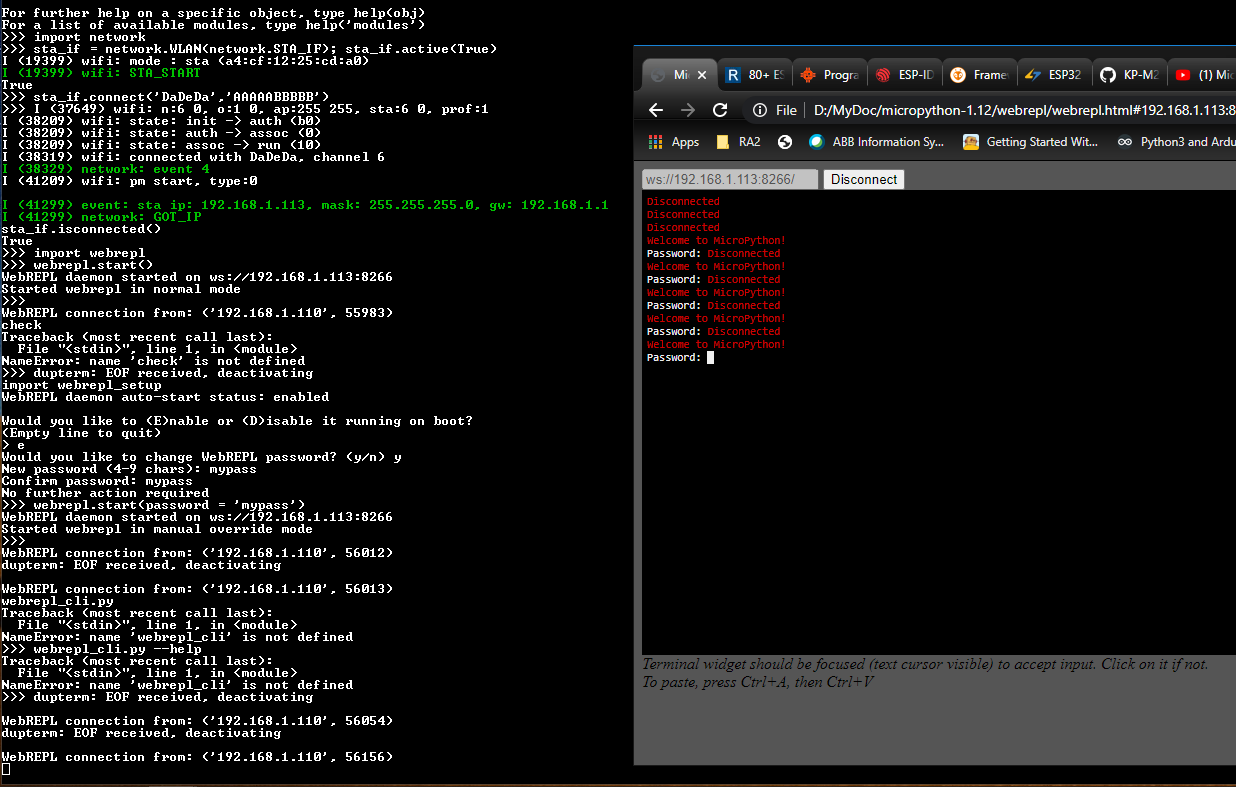 For further help on a specific object, type help(obj)
For a list of available modules, type help('modules')
>>> import network
>>> sta_if = network.WLAN(network.STA_IF); sta_if.active(True)
I (19399) wifi: mode : sta (a4:cf:12:25:cd:a0)
I (19399) wifi: STA_START
True
>>> sta_if.connect('DaDeDa','AAAAABBBBB')
>>> I (37649) wifi: n:6 0, o:1 0, ap:255 255, sta:6 0, prof:1
I (38209) wifi: state: init -> auth (b0)
I (38209) wifi: state: auth -> assoc (0)
I (38209) wifi: state: assoc -> run (10)
I (38319) wifi: connected with DaDeDa, channel 6
I (38329) network: event 4
I (41209) wifi: pm start, type:0
I (41299) event: sta ip: 192.168.1.113, mask: 255.255.255.0, gw: 192.168.1.1
I (41299) network: GOT_IP
sta_if.isconnected()
True
>>> import webrepl
>>> webrepl.start()
WebREPL daemon started on ws://192.168.1.113:8266
Started webrepl in normal mode
>>>
WebREPL connection from: ('192.168.1.110', 55983)
check
Traceback (most recent call last):
  File "<stdin>", line 1, in <module>
NameError: name 'check' is not defined
>>> dupterm: EOF received, deactivating
import webrepl_setup
WebREPL daemon auto-start status: enabled
Would you like to (E)nable or (D)isable it running on boot?
(Empty line to quit)
> e
Would you like to change WebREPL password? (y/n) y
New password (4-9 chars): mypass
Confirm password: mypass
No further action required
>>> webrepl.start(password = 'mypass')
WebREPL daemon started on ws://192.168.1.113:8266
Started webrepl in manual override mode
>>>
WebREPL connection from: ('192.168.1.110', 56012)
dupterm: EOF received, deactivating
WebREPL connection from: ('192.168.1.110', 56013)
webrepl_cli.py
Traceback (most recent call last):
  File "<stdin>", line 1, in <module>
NameError: name 'webrepl_cli' is not defined
>>> webrepl_cli.py --help
Traceback (most recent call last):
  File "<stdin>", line 1, in <module>
NameError: name 'webrepl_cli' is not defined
>>> dupterm: EOF received, deactivating
WebREPL connection from: ('192.168.1.110', 56054)
dupterm: EOF received, deactivating
WebREPL connection from: ('192.168.1.110', 56156)
Mi 80+ ES Progra ESP-ID Frame ESP32 KP-M2 (1) Mic
File D:/MyDoc/micropython-1.12/webrepl/webrepl.html#192.168.1.113:8
Apps RA2 ABB Information Sy... Getting Started Wit... Python3 and Ardu
ws://192.168.1.113:8266/ Disconnect
Disconnected
Disconnected
Disconnected
Welcome to MicroPython!
Password: Disconnected
Welcome to MicroPython!
Password: Disconnected
Welcome to MicroPython!
Password: Disconnected
Welcome to MicroPython!
Password: Disconnected
Welcome to MicroPython!
Password:
Terminal widget should be focused (text cursor visible) to accept input. Click on it if not.
To paste, press Ctrl+A, then Ctrl+V